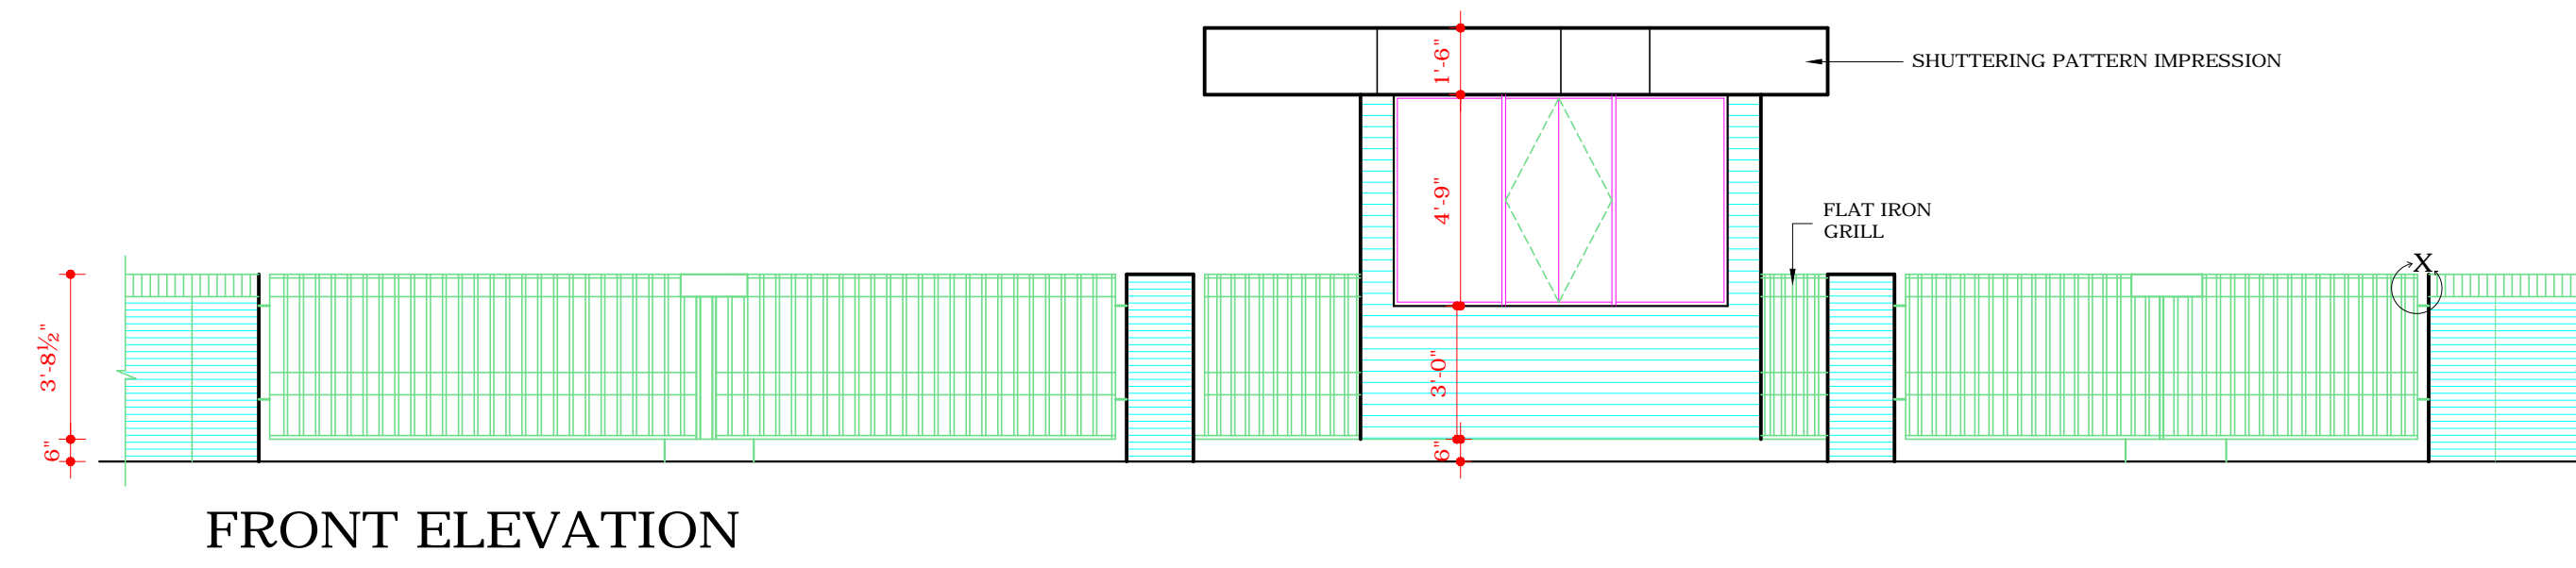 1'-6"
SHUTTERING PATTERN IMPRESSION
4'-9"
FLAT IRON
GRILL
X
3'-8½"
3'-0"
6"
6"
FRONT ELEVATION